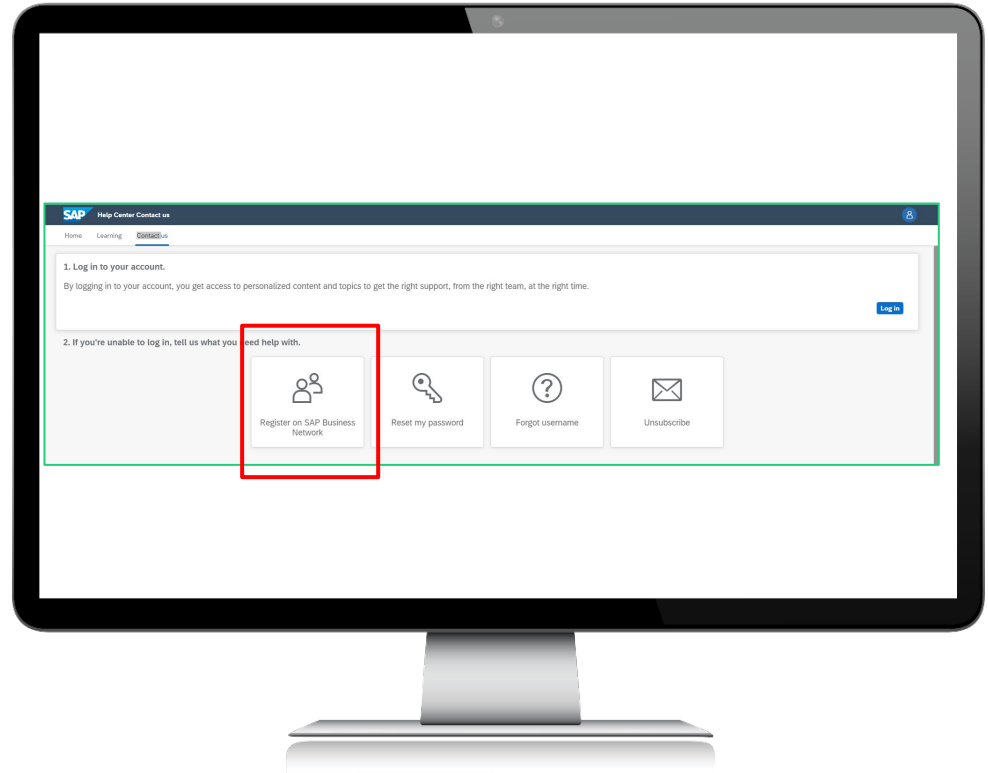 SAP Help Center Contact us
Home Learning Contact us
1. Log in to your account.
By logging in to your account, you get access to personalized content and topics to get the right support, from the right team, at the right time.
Log in
2. If you're unable to log in, tell us what you need help with.
Register on SAP Business
Network
Reset my password
Forgot username
Unsubscribe